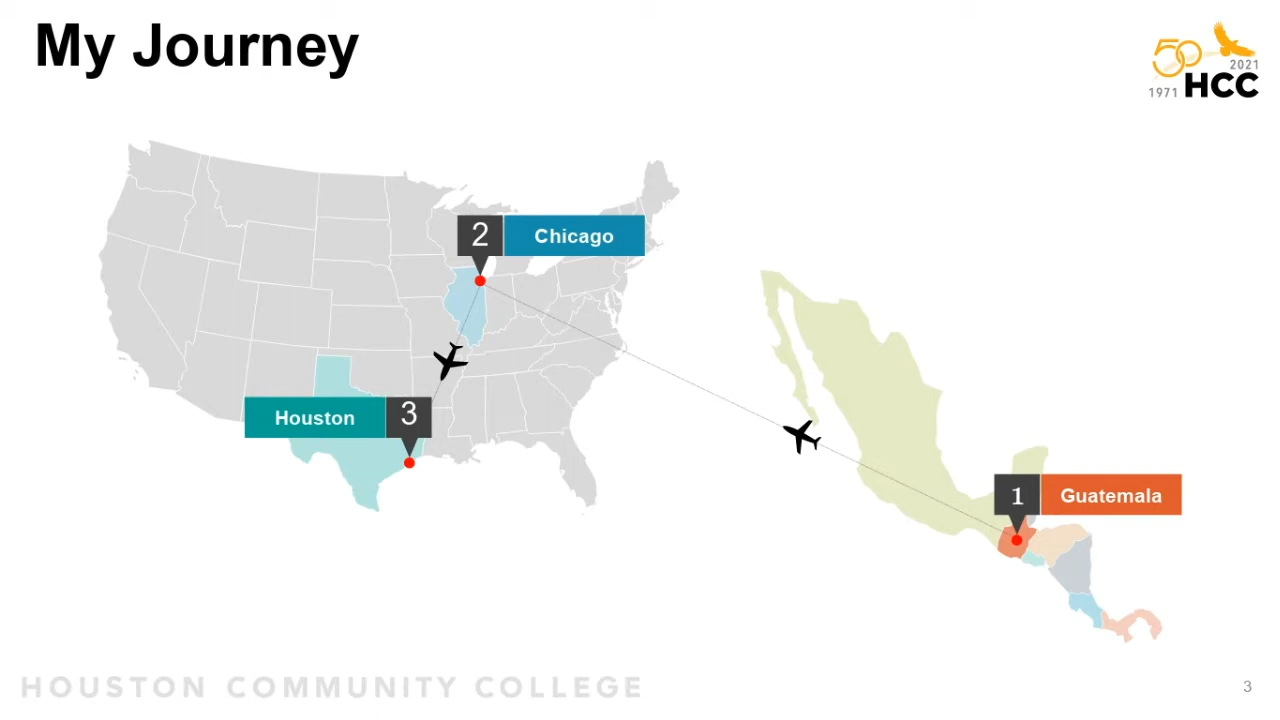 My Journey
50
2021
1971 HCC
2 Chicago
Houston 3
1 Guatemala
HOUSTON COMMUNITY COLLEGE
3